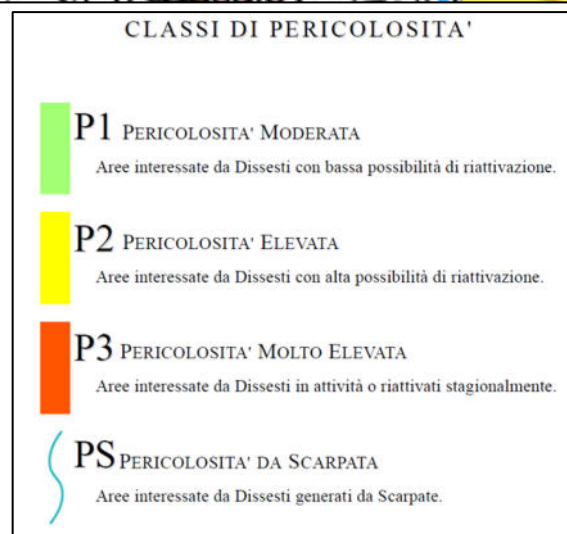 CLASSI DI PERICOLOSITA'
P1 PERICOLOSITA' MODERATA
Aree interessate da Dissesti con bassa possibilità di riattivazione.
P2 PERICOLOSITA' ELEVATA
Aree interessate da Dissesti con alta possibilità di riattivazione.
P3 PERICOLOSITA' MOLTO ELEVATA
Aree interessate da Dissesti in attività o riattivati stagionalmente.
PS PERICOLOSITA' DA SCARPATA
Aree interessate da Dissesti generati da Scarpate.